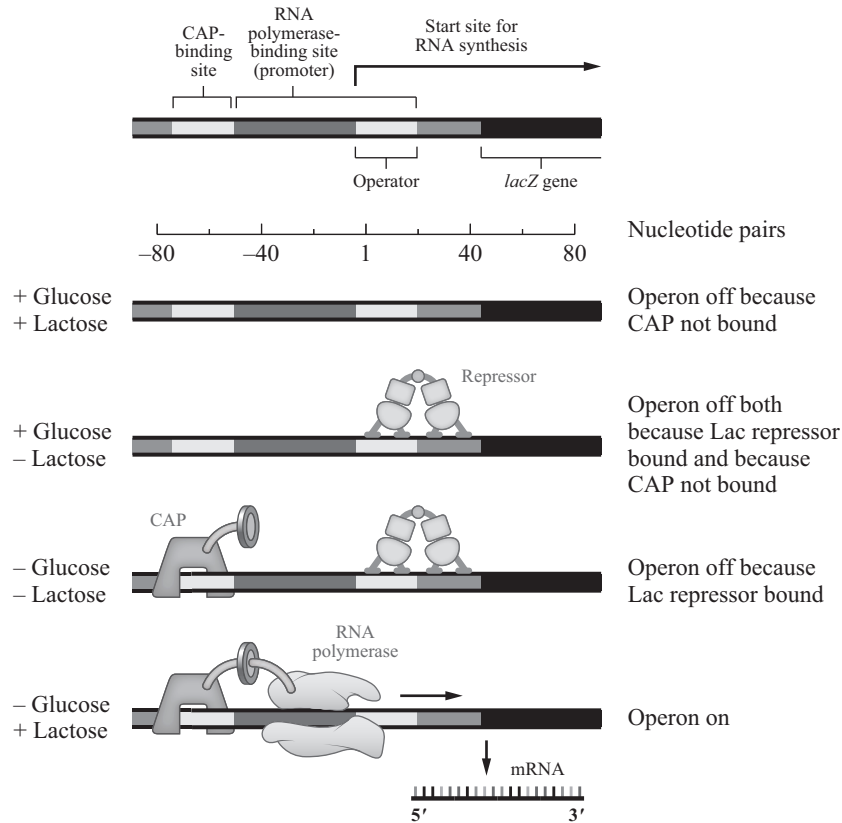 CAP-
binding
site
RNA
polymerase-
binding site
(promoter)
Start site for
RNA synthesis
Operator
lacZ gene
Nucleotide pairs
–80
–40
1
40
80
+ Glucose
+ Lactose
Operon off because
CAP not bound
Repressor
+ Glucose
– Lactose
Operon off both
because Lac repressor
bound and because
CAP not bound
CAP
– Glucose
– Lactose
Operon off because
Lac repressor bound
RNA
polymerase
– Glucose
+ Lactose
Operon on
mRNA
5′
3′